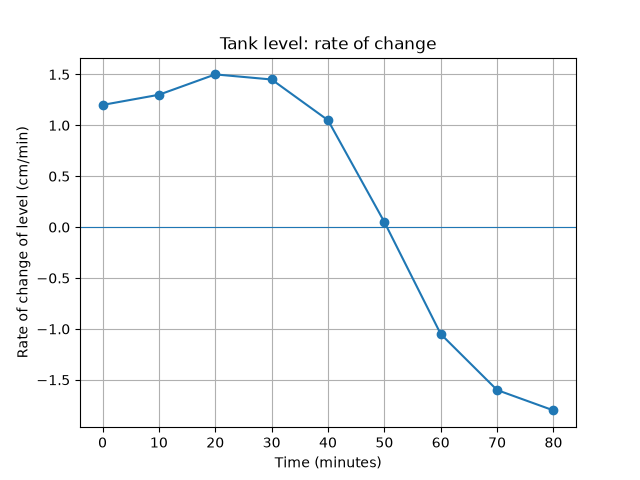 Tank level: rate of change
Rate of change of level (cm/min)
1.5
1.0
0.5
0.0
−0.5
−1.0
−1.5
0 10 20 30 40 50 60 70 80
Time (minutes)